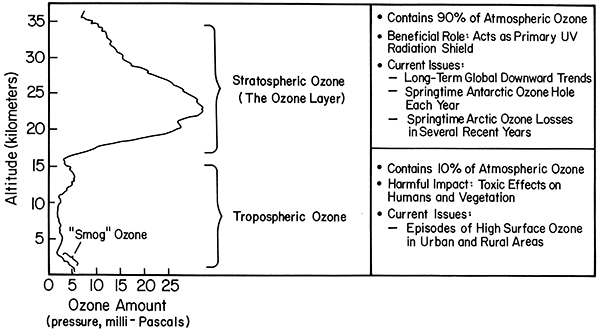 35
30
25
20
15
10
5
Altitude (kilometers)
0 5 10 15 20 25
Ozone Amount
(pressure, milli-Pascals)
"Smog" Ozone
Stratospheric Ozone
(The Ozone Layer)
Tropospheric Ozone
• Contains 90% of Atmospheric Ozone
• Beneficial Role: Acts as Primary UV
Radiation Shield
• Current Issues:
— Long-Term Global Downward Trends
— Springtime Antarctic Ozone Hole
Each Year
— Springtime Arctic Ozone Losses
in Several Recent Years
• Contains 10% of Atmospheric Ozone
• Harmful Impact: Toxic Effects on
Humans and Vegetation
• Current Issues:
— Episodes of High Surface Ozone
in Urban and Rural Areas